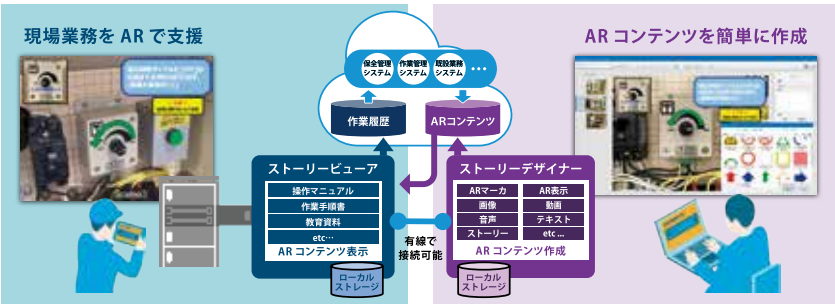 現場業務を AR で支援
AR コンテンツを簡単に作成
保全管理
システム
作業管理
システム
既設業務
システム
…
作業履歴
ARコンテンツ
ストーリービューア
操作マニュアル
作業手順書
教育資料
etc…
AR コンテンツ表示
ローカル
ストレージ
有線で
接続可能
ストーリーデザイナー
ARマーカ
AR表示
画像
動画
音声
テキスト
ストーリー
etc ...
AR コンテンツ作成
ローカル
ストレージ